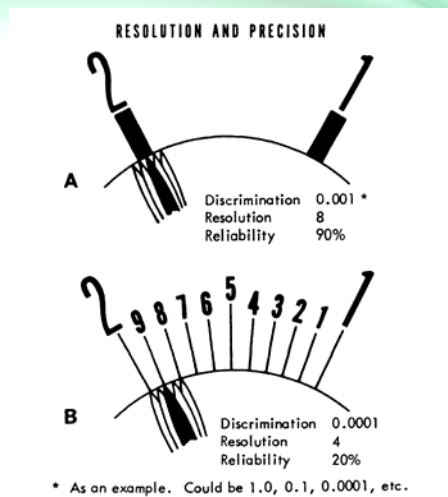 RESOLUTION AND PRECISION
2 1
A
Discrimination 0.001 *
Resolution 8
Reliability 90%
2 9 8 7 6 5 4 3 2 1 1
B
Discrimination 0.0001
Resolution 4
Reliability 20%
* As an example. Could be 1.0, 0.1, 0.0001, etc.